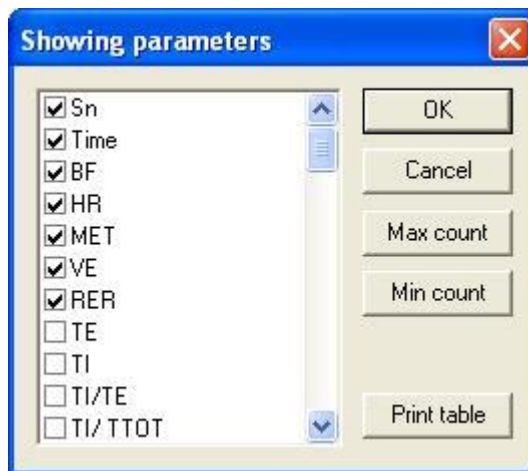 Showing parameters
Sn
Time
BF
HR
MET
VE
RER
TE
TI
TI/TE
TI/ TTOT
OK
Cancel
Max count
Min count
Print table